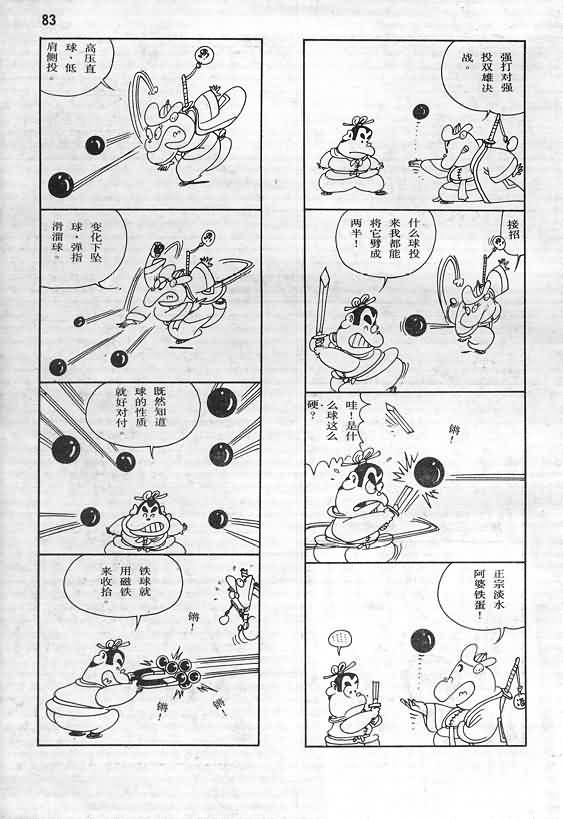 83
强打对强
投双雄决
战。
接招
什么球投
来我都能
将它劈成
两半！
哇！是什
么球这么
硬？
锵！
正宗淡水
阿婆铁蛋！
……
高压直
球·低
肩侧投。
变化下坠
球·弹指
滑溜球。
既然知道
球的性质
就好对付。
铁球就
用磁铁
来收拾。
锵！
锵！
锵！